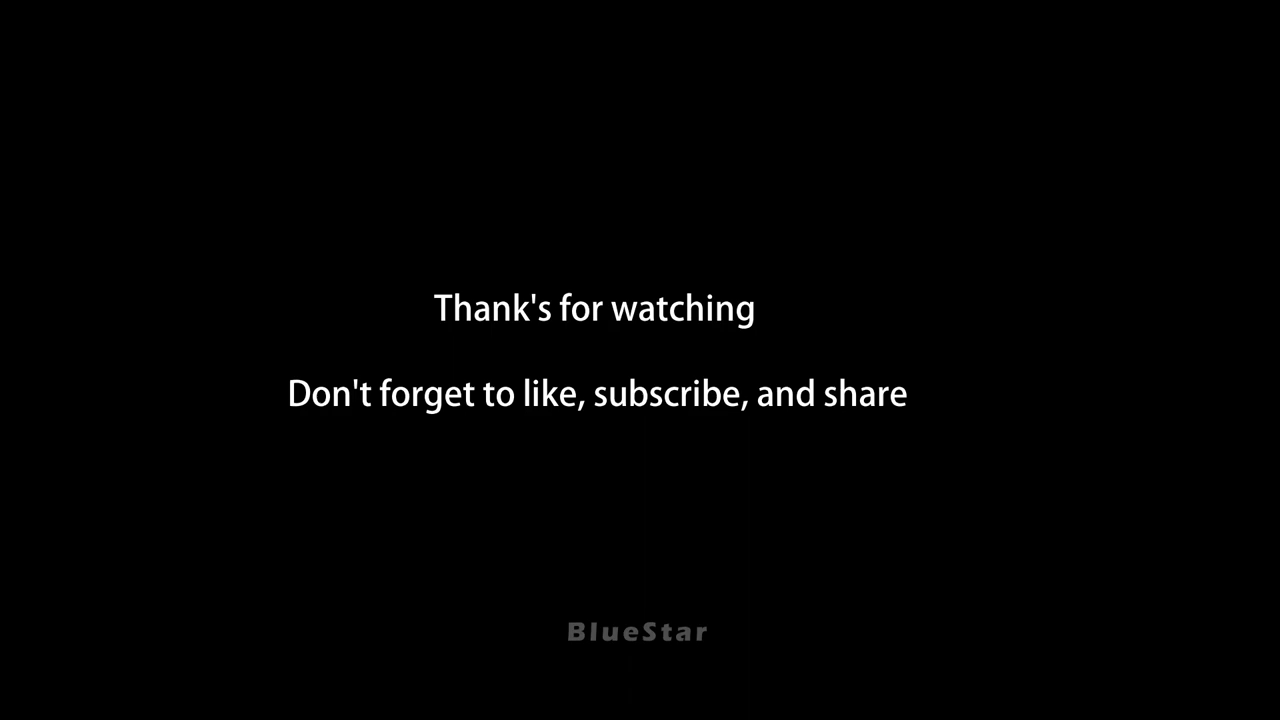 Thank's for watching
Don't forget to like, subscribe, and share
BlueStar